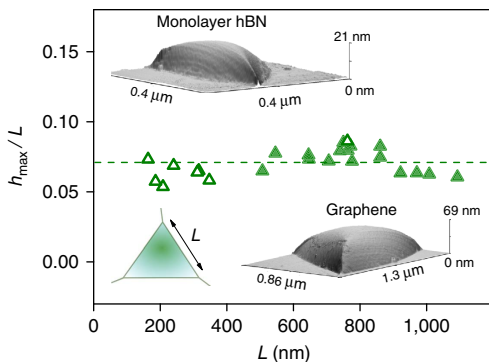 Monolayer hBN
21 nm
0 nm
0.4 µm
0.4 µm
0.15
0.10
0.05
0.00
h_max / L
L
Graphene
69 nm
0 nm
0.86 µm
1.3 µm
0 200 400 600 800 1,000
L (nm)